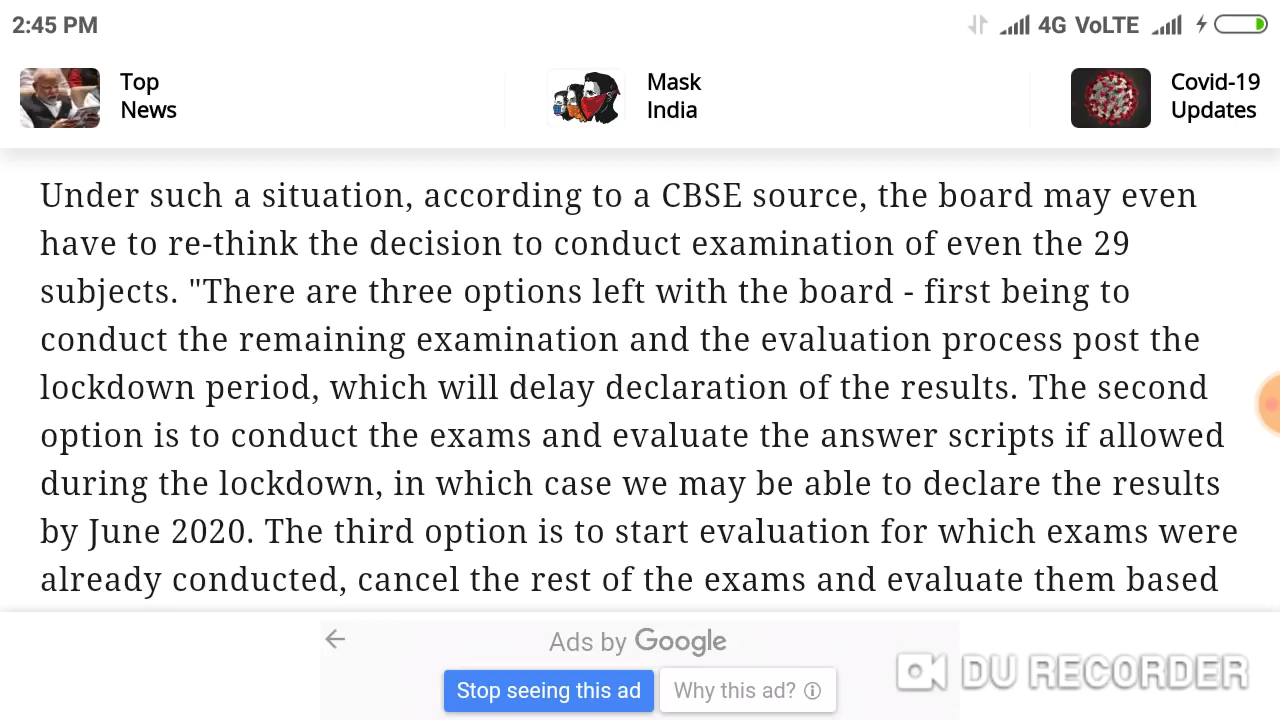 2:45 PM
4G VoLTE
Top
News
Mask
India
Covid-19
Updates
Under such a situation, according to a CBSE source, the board may even
have to re-think the decision to conduct examination of even the 29
subjects. "There are three options left with the board - first being to
conduct the remaining examination and the evaluation process post the
lockdown period, which will delay declaration of the results. The second
option is to conduct the exams and evaluate the answer scripts if allowed
during the lockdown, in which case we may be able to declare the results
by June 2020. The third option is to start evaluation for which exams were
already conducted, cancel the rest of the exams and evaluate them based
Ads by Google
Stop seeing this ad
Why this ad?
DU RECORDER